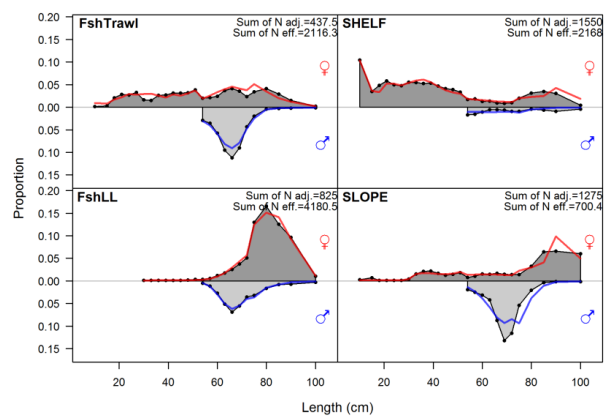 FshTrawl
Sum of N adj.=437.5
Sum of N eff.=2116.3
SHELF
Sum of N adj.=1550
Sum of N eff.=2168
♀
♀
♂
♂
0.20
0.15
0.10
0.05
0.00
0.05
0.10
0.15
FshLL
Sum of N adj.=825
Sum of N eff.=4180.5
SLOPE
Sum of N adj.=1275
Sum of N eff.=700.4
♀
♀
♂
♂
0.20
0.15
0.10
0.05
0.00
0.05
0.10
0.15
Proportion
20 40 60 80 100 20 40 60 80 100
Length (cm)